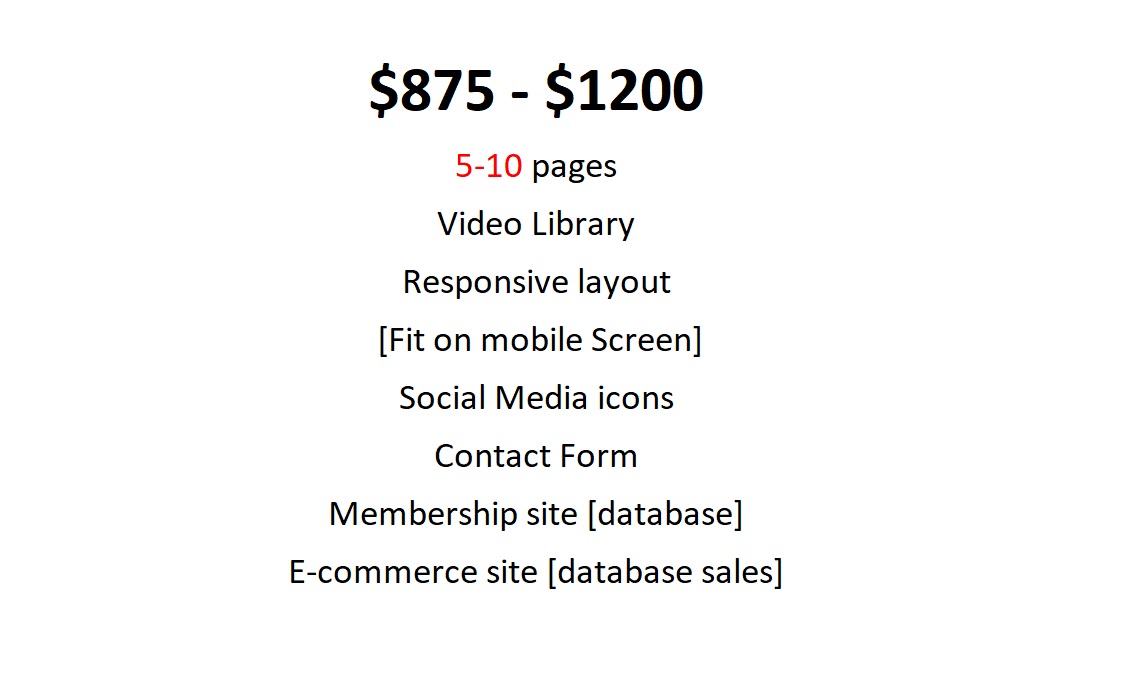 $875 - $1200
5-10 pages
Video Library
Responsive layout
[Fit on mobile Screen]
Social Media icons
Contact Form
Membership site [database]
E-commerce site [database sales]